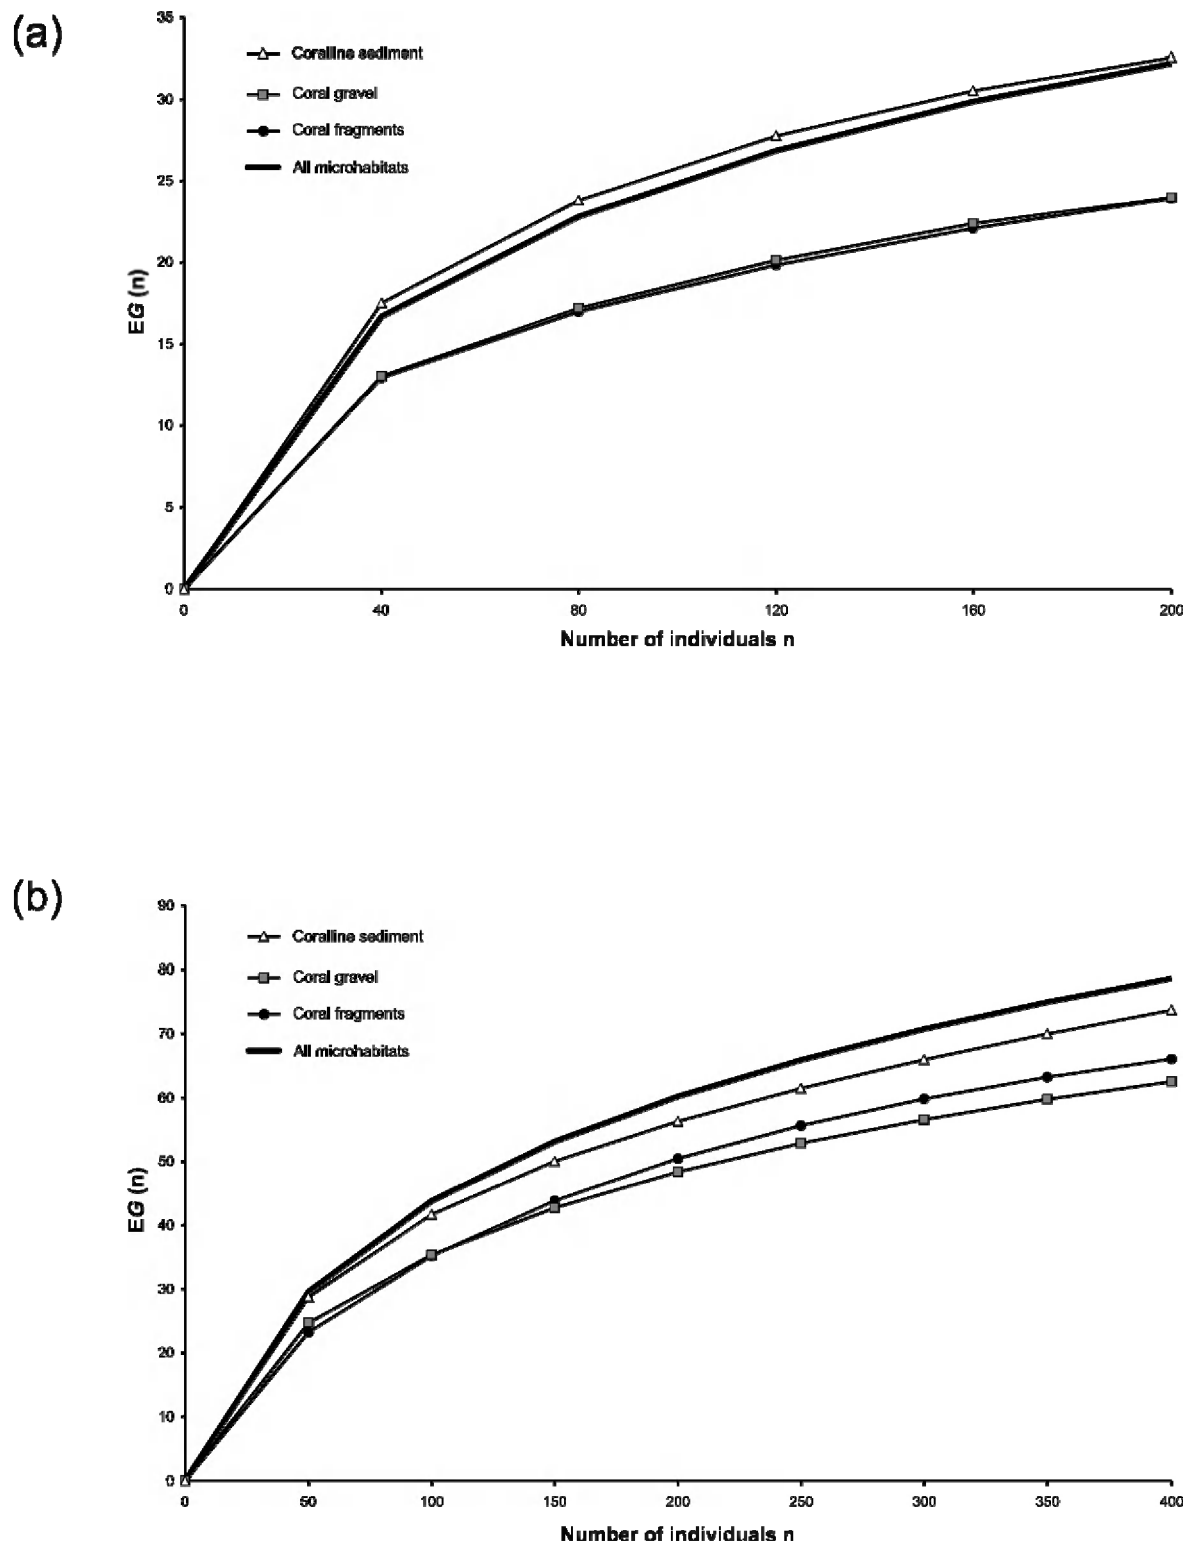 (a)
35
30
25
20
15
10
5
0
EG (n)
Coralline sediment
Coral gravel
Coral fragments
All microhabitats
0 40 80 120 160 200
Number of individuals n
(b)
90
80
70
60
50
40
30
20
10
0
EG (n)
Coralline sediment
Coral gravel
Coral fragments
All microhabitats
0 50 100 150 200 250 300 350 400
Number of individuals n